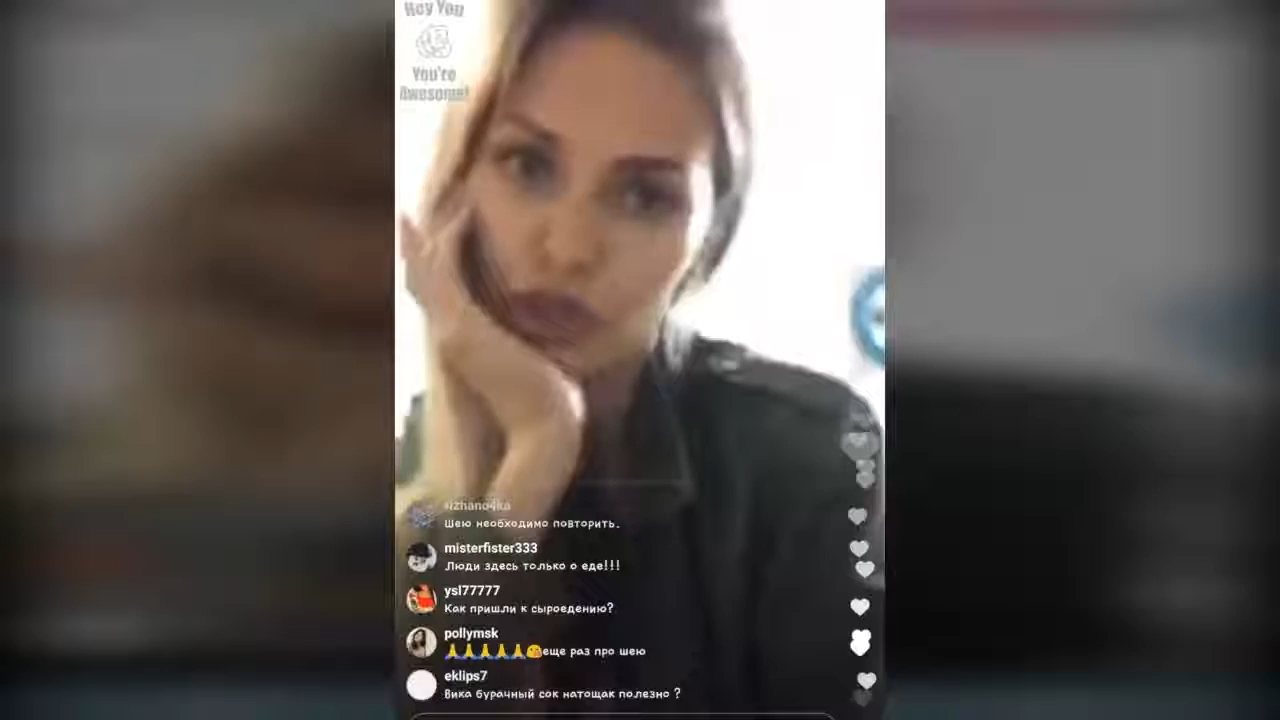 Hey You
You're
Awesome!
uzhano4ka
Шею необходимо повторить.
misterfister333
Люди здесь только о еде!!!
ysl77777
Как пришли к сыроедению?
pollymsk
🙏🙏🙏🙏🙏😘еще раз про шею
eklips7
Вика бурачный сок натощак полезно ?